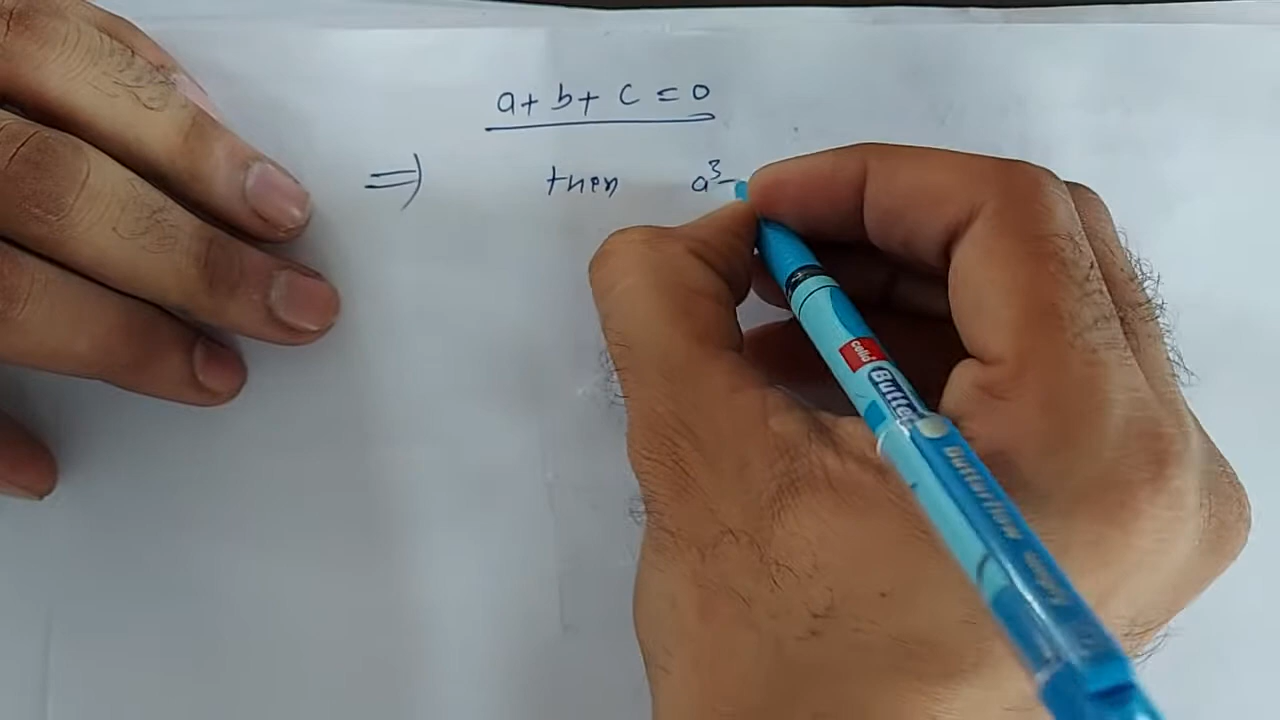 a + b + c = 0
⇒ then a³-
cello
Butterflow